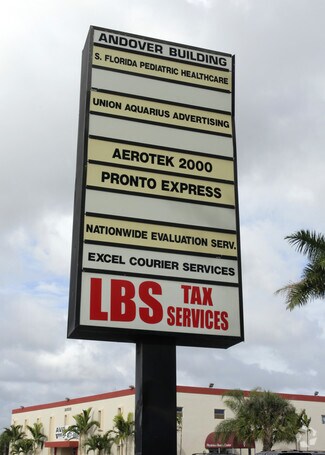 ANDOVER BUILDING
S. FLORIDA PEDIATRIC HEALTHCARE
UNION AQUARIUS ADVERTISING
AEROTEK 2000
PRONTO EXPRESS
NATIONWIDE EVALUATION SERV.
EXCEL COURIER SERVICES
LBS TAX
SERVICES